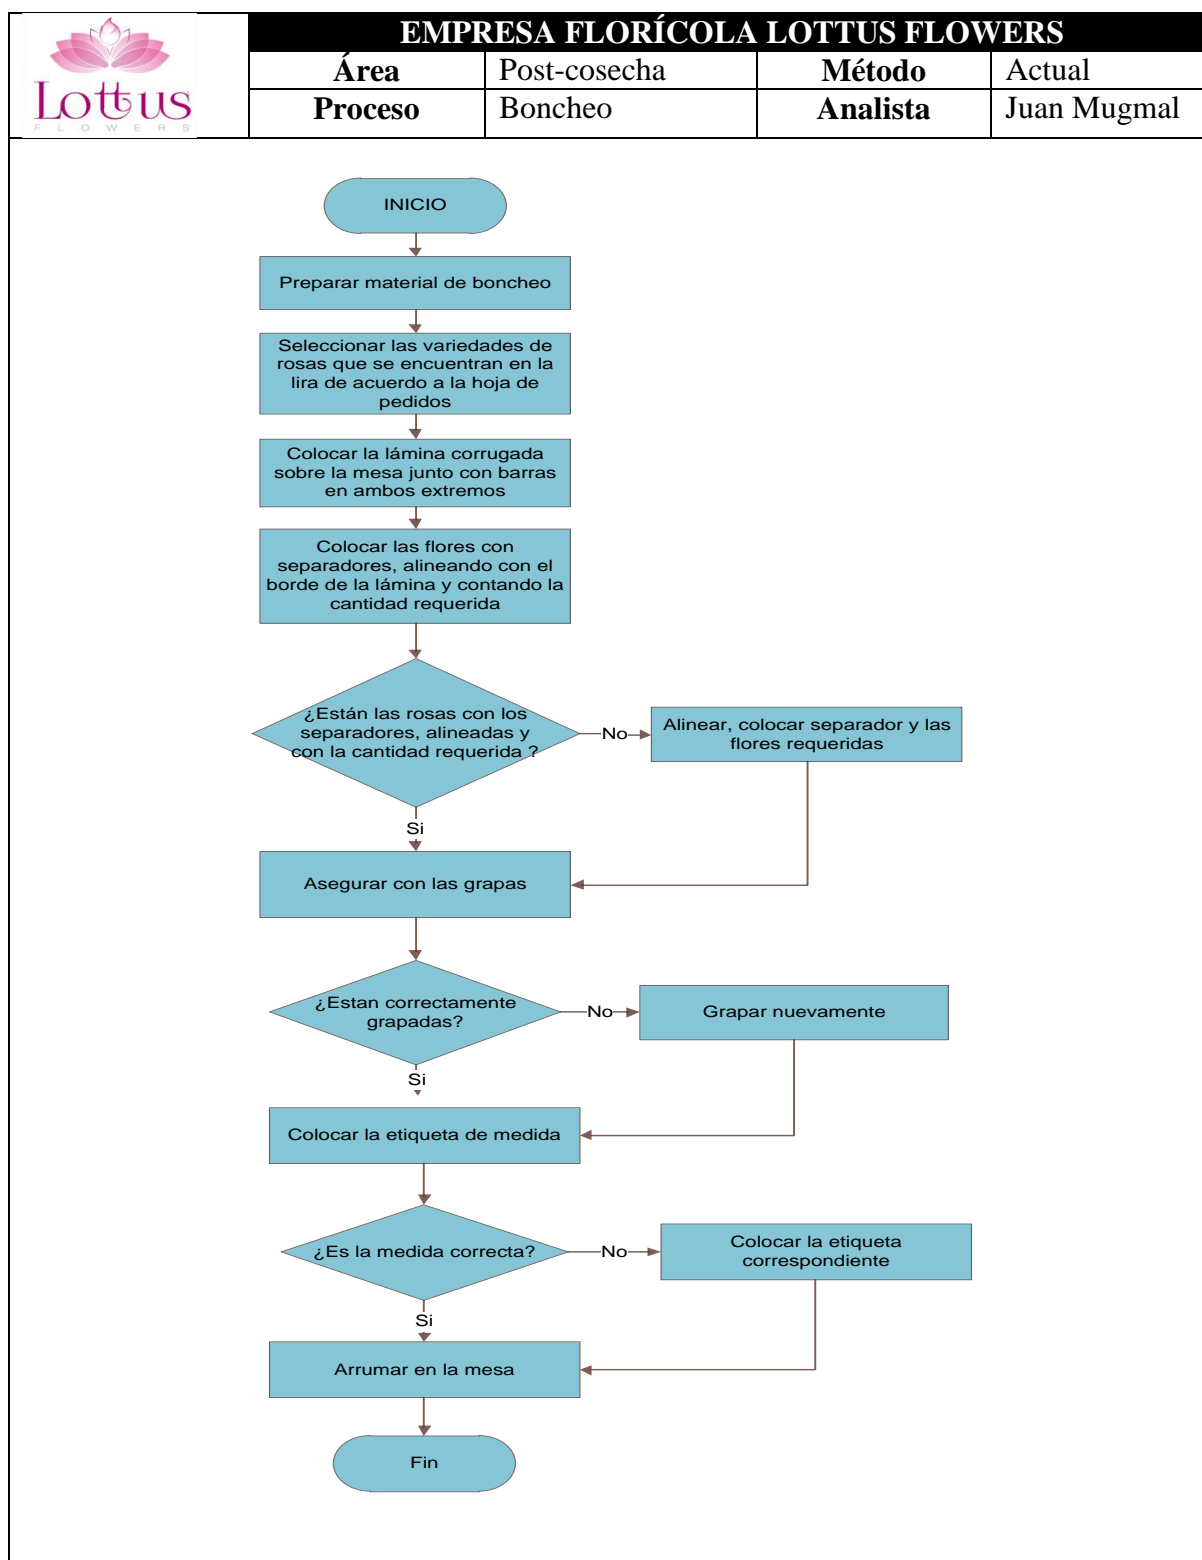 Lottus
FLOWERS
EMPRESA FLORÍCOLA LOTTUS FLOWERS
Área Post-cosecha Método Actual
Proceso Boncheo Analista Juan Mugmal
INICIO
Preparar material de boncheo
Seleccionar las variedades de
rosas que se encuentran en la
lira de acuerdo a la hoja de
pedidos
Colocar la lámina corrugada
sobre la mesa junto con barras
en ambos extremos
Colocar las flores con
separadores, alineando con el
borde de la lámina y contando la
cantidad requerida
¿Están las rosas con los
separadores, alineadas y
con la cantidad requerida ?
No
Alinear, colocar separador y las
flores requeridas
Si
Asegurar con las grapas
¿Estan correctamente
grapadas?
No
Grapar nuevamente
Si
Colocar la etiqueta de medida
¿Es la medida correcta?
No
Colocar la etiqueta
correspondiente
Si
Arrumar en la mesa
Fin